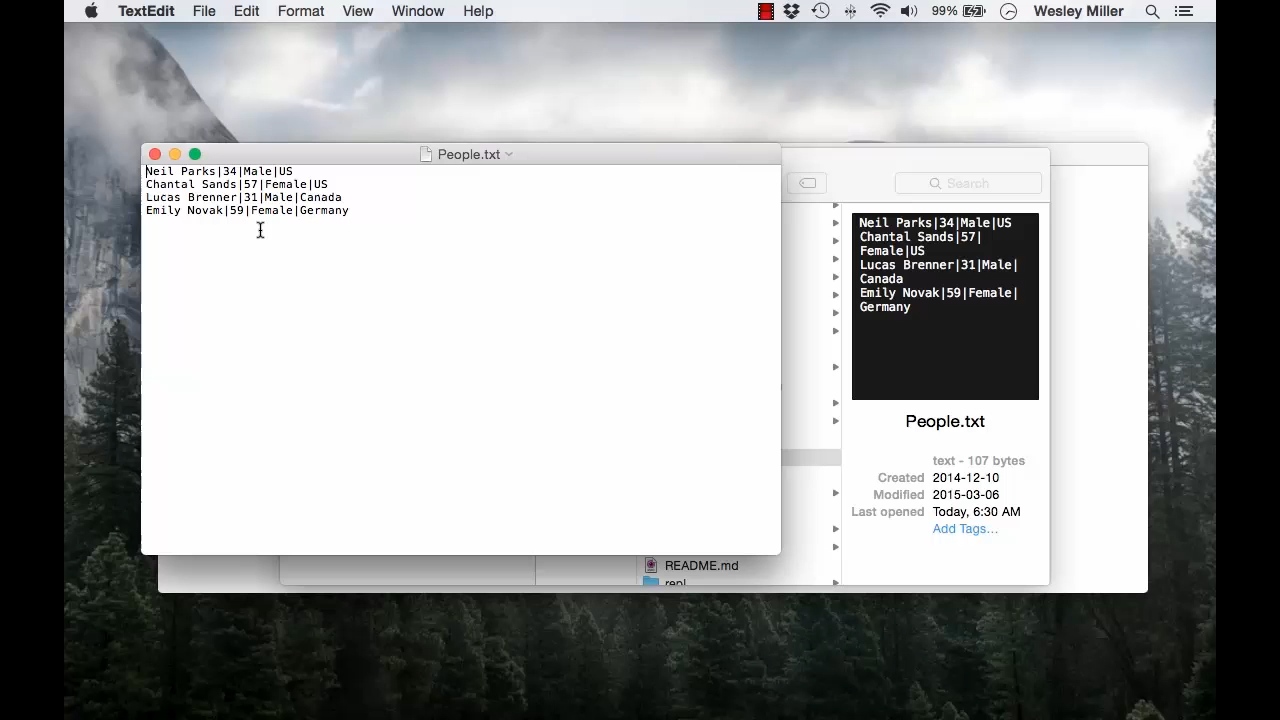 TextEdit File Edit Format View Window Help 99% Wesley Miller
People.txt
Neil Parks|34|Male|US
Chantal Sands|57|Female|US
Lucas Brenner|31|Male|Canada
Emily Novak|59|Female|Germany
Search
Neil Parks|34|Male|US
Chantal Sands|57|
Female|US
Lucas Brenner|31|Male|
Canada
Emily Novak|59|Female|
Germany
People.txt
text - 107 bytes
Created 2014-12-10
Modified 2015-03-06
Last opened Today, 6:30 AM
Add Tags...
README.md
repl